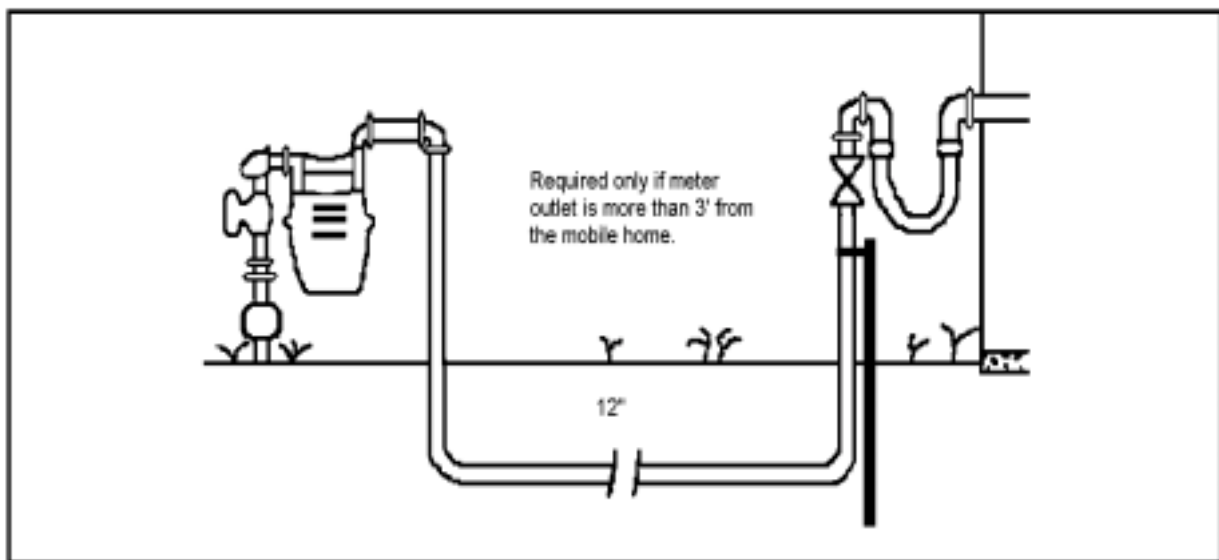 Required only if meter
outlet is more than 3' from
the mobile home.
12"